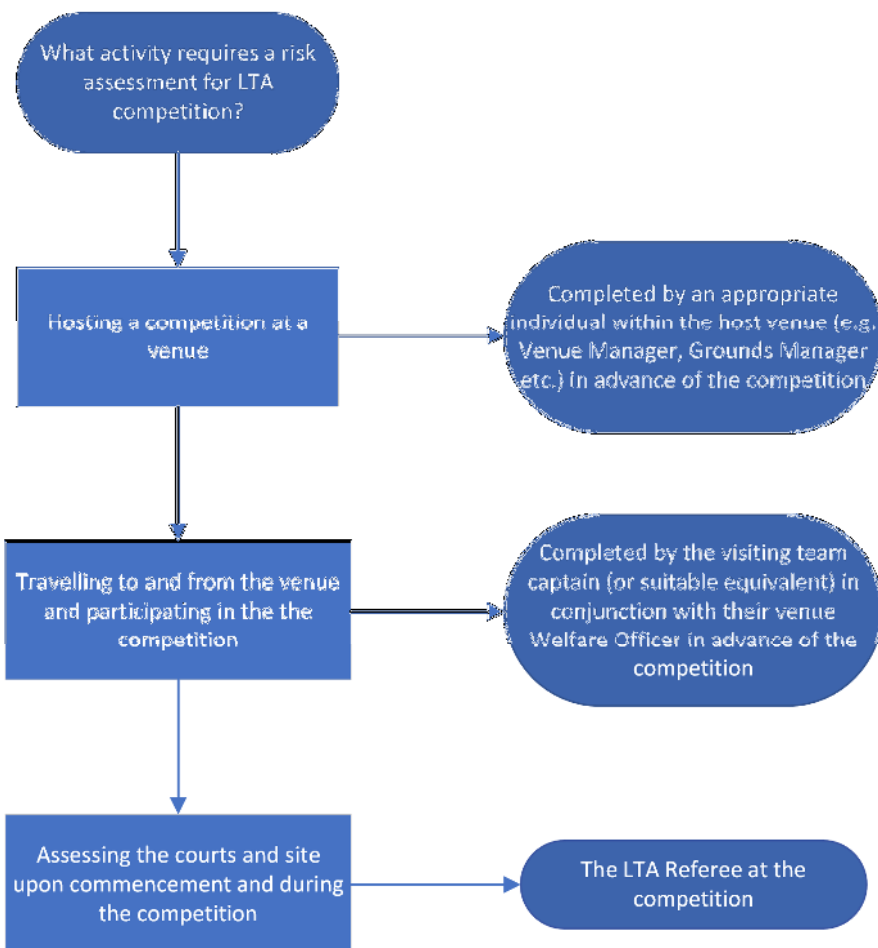 What activity requires a risk
assessment for LTA
competition?
Hosting a competition at a
venue
Completed by an appropriate
individual within the host venue (e.g.
Venue Manager, Grounds Manager
etc.) in advance of the competition
Travelling to and from the venue
and participating in the the
competition
Completed by the visiting team
captain (or suitable equivalent) in
conjunction with their venue
Welfare Officer in advance of the
competition
Assessing the courts and site
upon commencement and during
the competition
The LTA Referee at the
competition